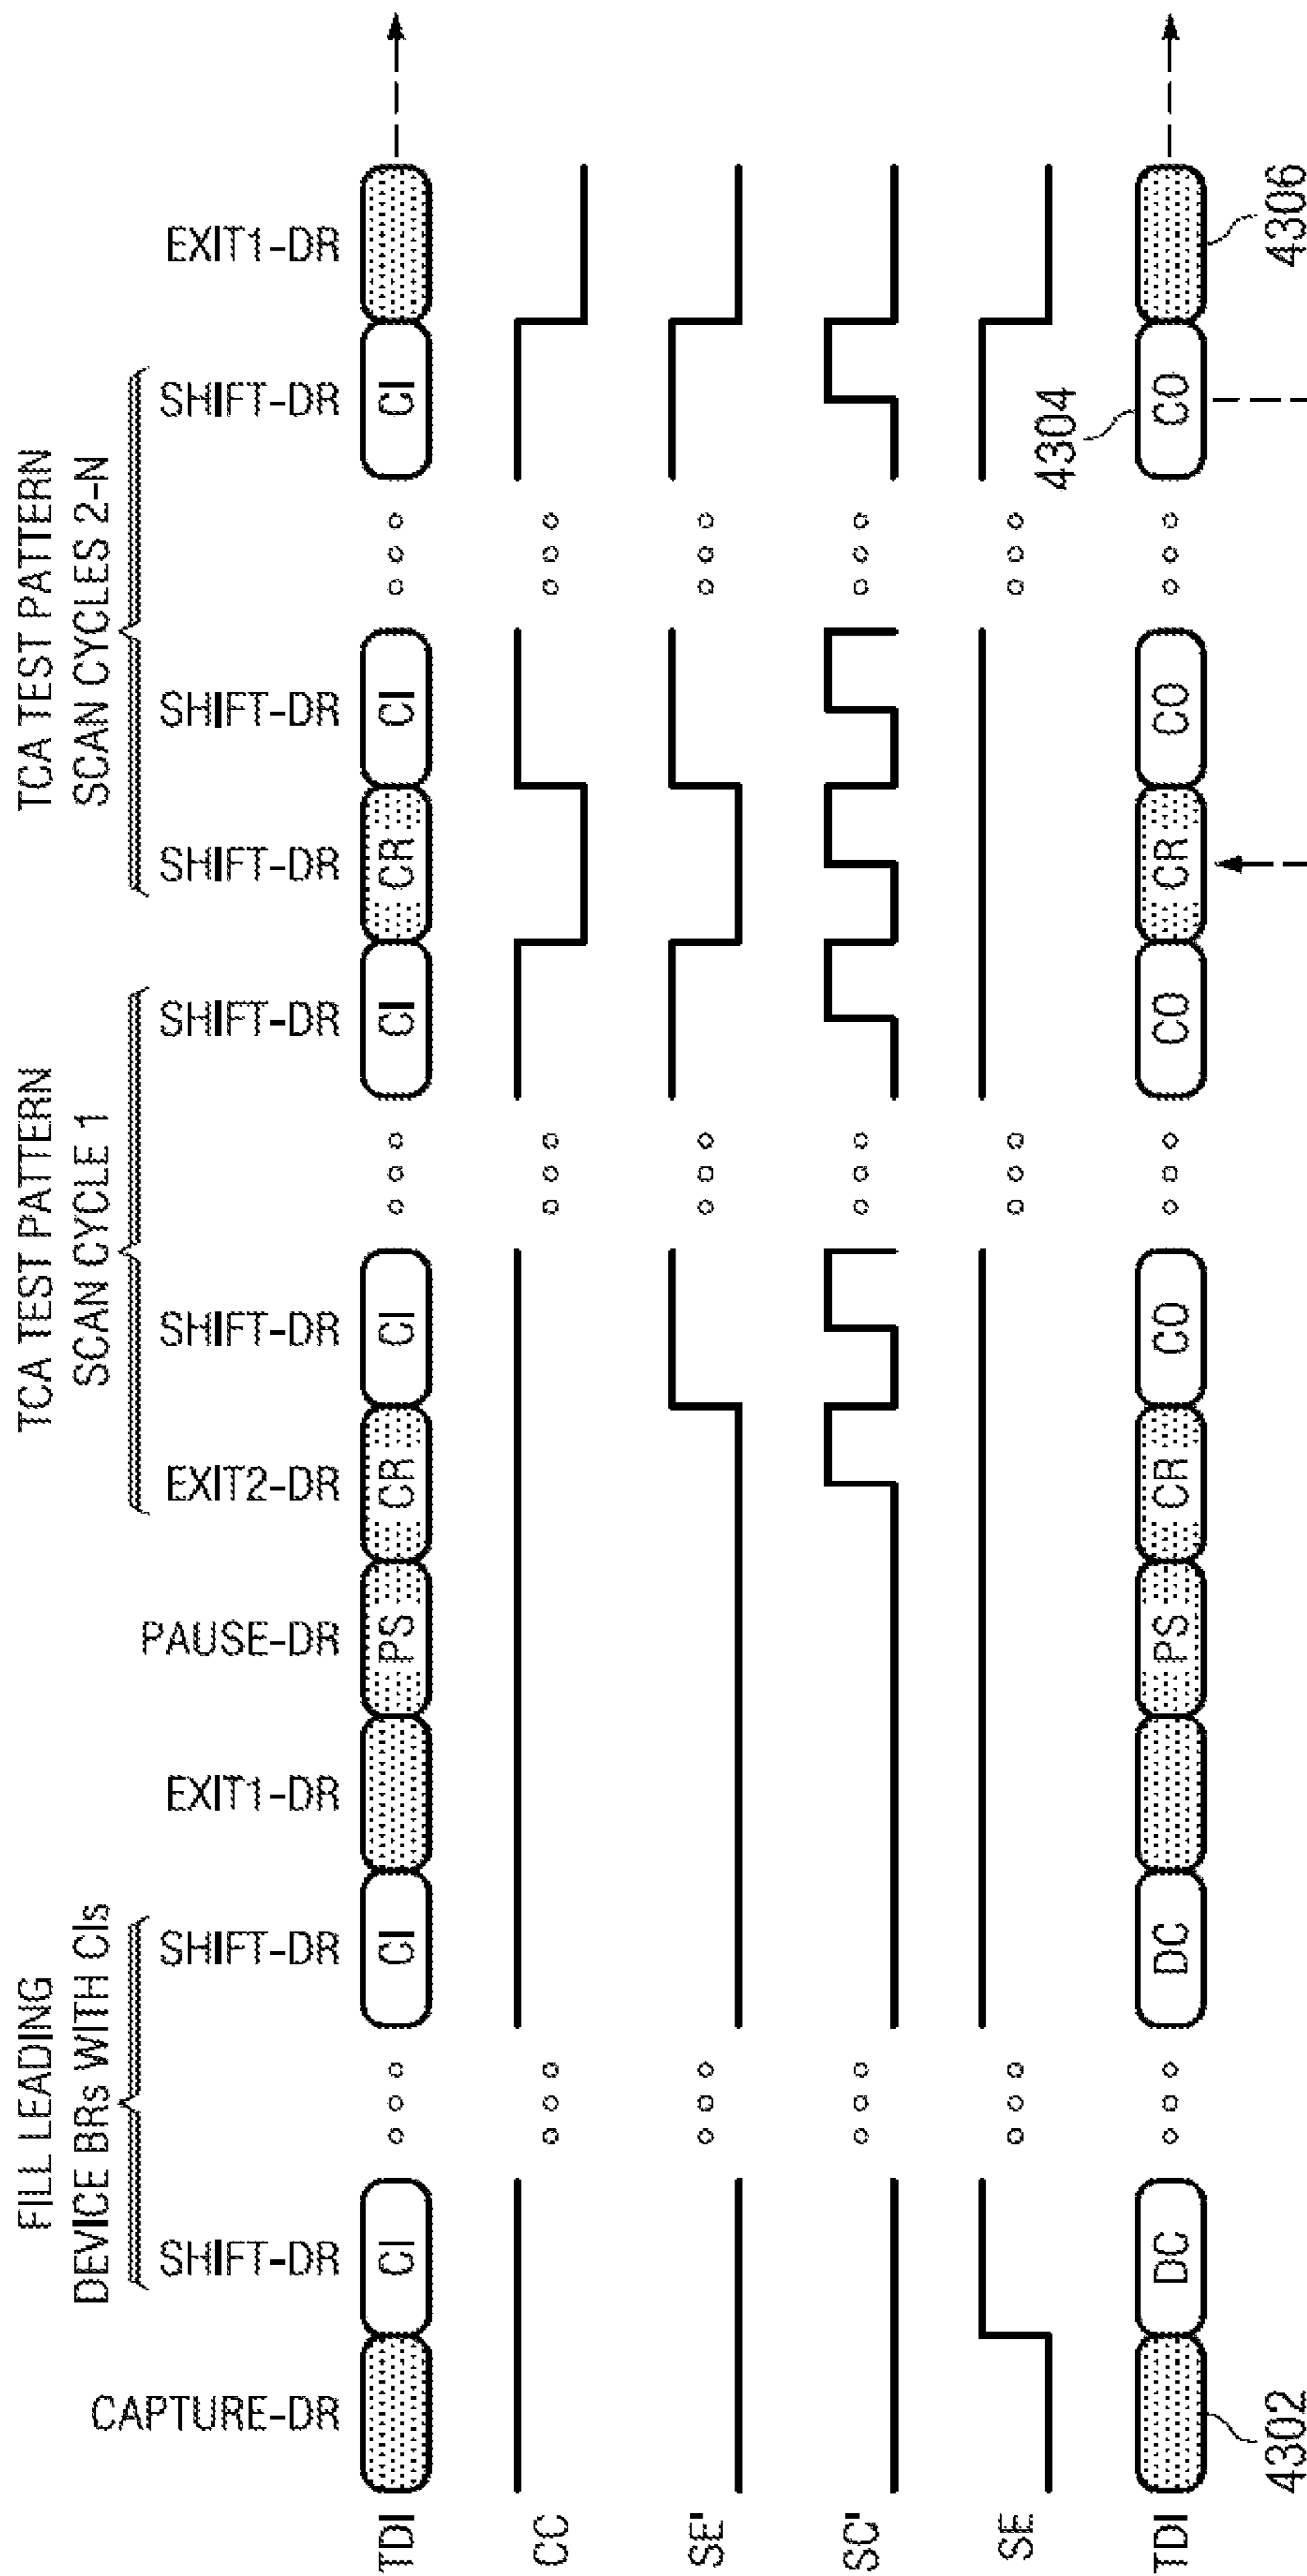 FILL LEADING
DEVICE BRs WITH CIs
TCA TEST PATTERN
SCAN CYCLE 1
TCA TEST PATTERN
SCAN CYCLES 2-N
CAPTURE-DR
SHIFT-DR
SHIFT-DR
EXIT1-DR
PAUSE-DR
EXIT2-DR
SHIFT-DR
SHIFT-DR
SHIFT-DR
SHIFT-DR
SHIFT-DR
EXIT1-DR
TDI
CI
CI
PS
CR
CI
CI
CR
CI
CI
CC
SE'
SC'
SE
4304
TDI
DC
DC
PS
CR
CO
CO
CR
CO
CO
4302
4306